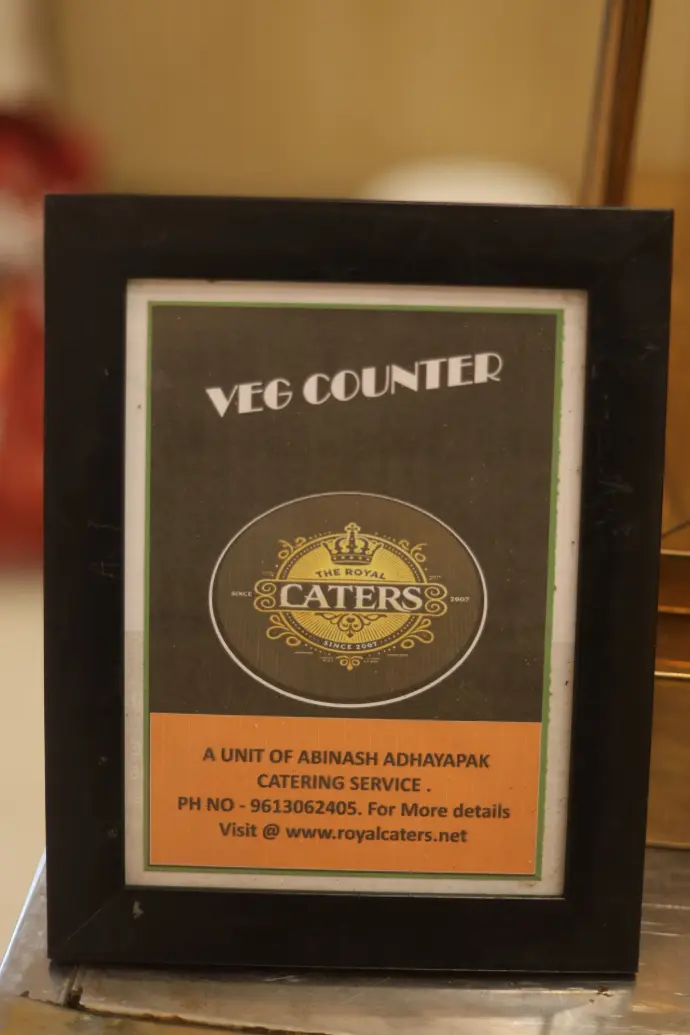 VEG COUNTER
THE ROYAL
SINCE CATERS 2007
SINCE 2007
A UNIT OF ABINASH ADHAYAPAK
CATERING SERVICE .
PH NO - 9613062405. For More details
Visit @ www.royalcaters.net